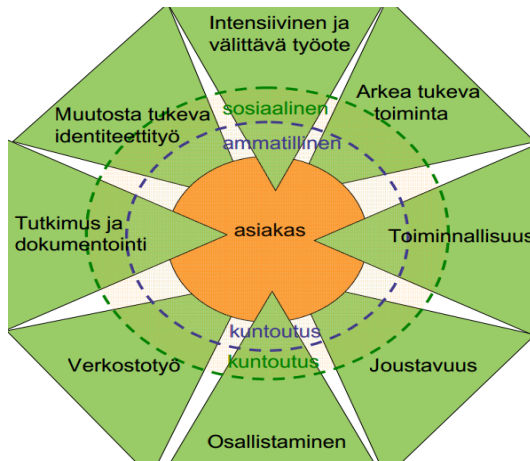 Intensiivinen ja
välittävä työote
Arkea tukeva
toiminta
Muutosta tukeva
identiteettityö
sosiaalinen
ammatillinen
Tutkimus ja
dokumentointi
asiakas
Toiminnallisuus
kuntoutus
kuntoutus
Verkostotyö
Joustavuus
Osallistaminen